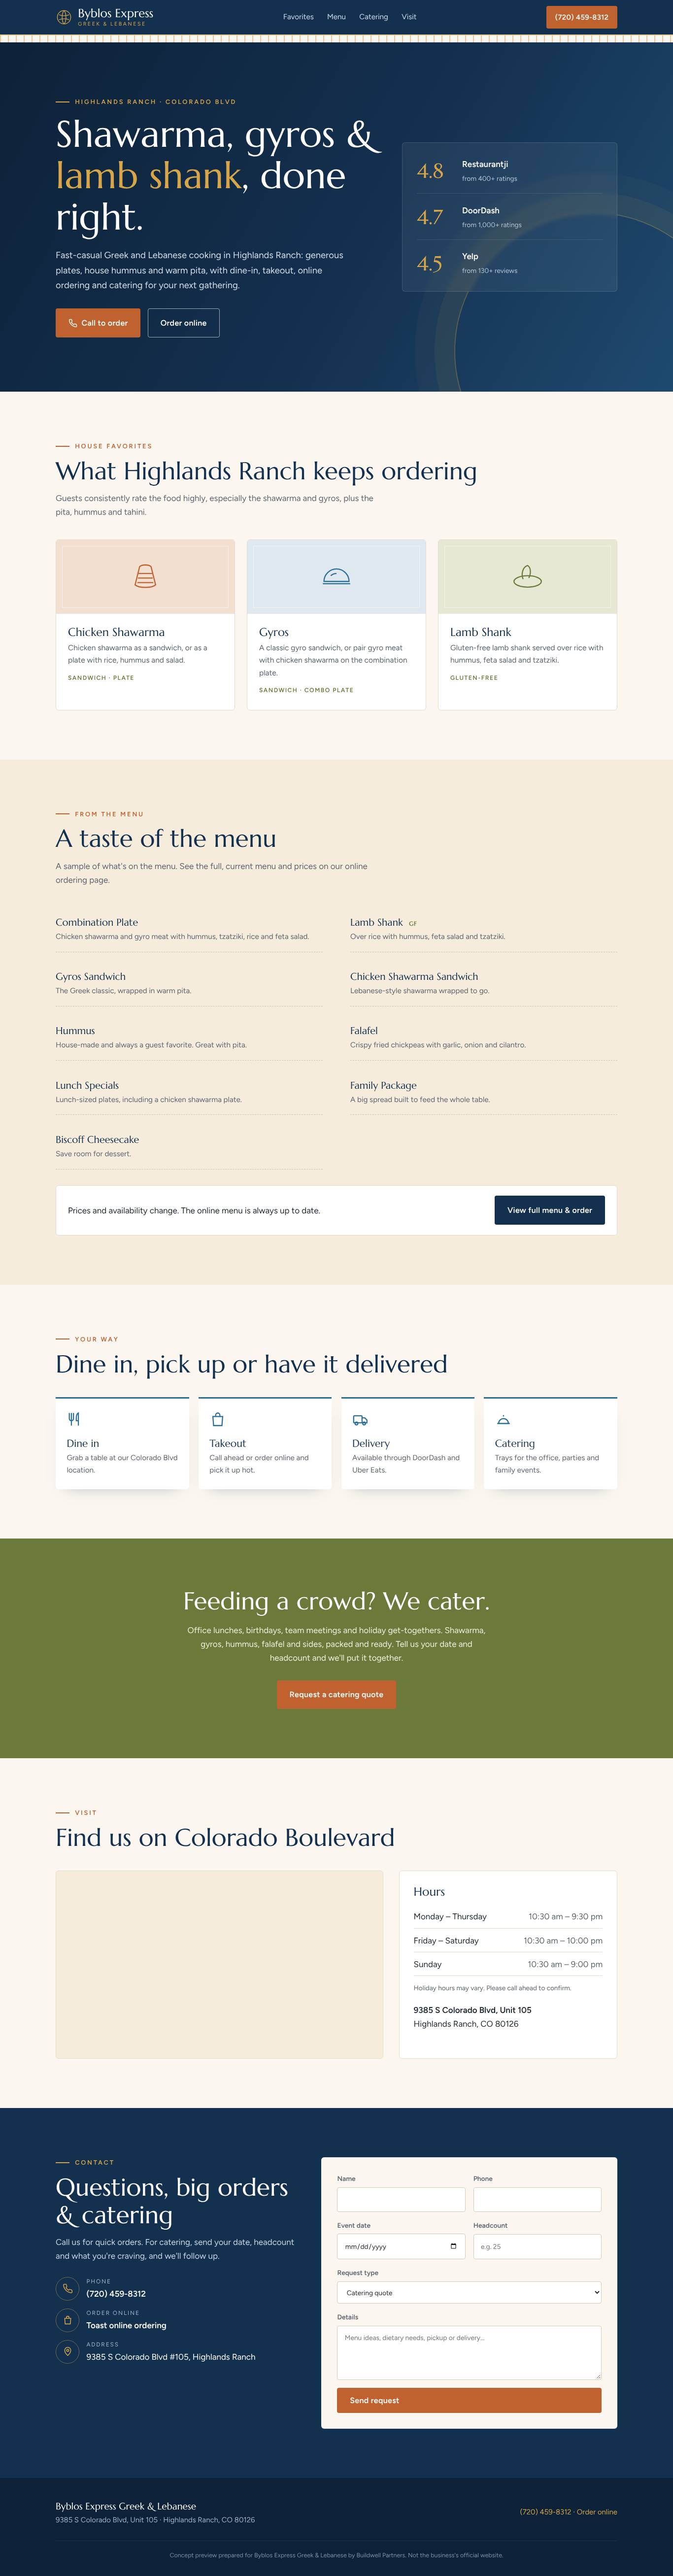 Byblos Express
GREEK & LEBANESE
Favorites
Menu
Catering
Visit
(720) 459-8312
HIGHLANDS RANCH · COLORADO BLVD
Shawarma, gyros &
lamb shank, done
right.
Fast-casual Greek and Lebanese cooking in Highlands Ranch: generous
plates, house hummus and warm pita, with dine-in, takeout, online
ordering and catering for your next gathering.
Call to order
Order online
4.8
Restaurantji
from 400+ ratings
4.7
DoorDash
from 1,000+ ratings
4.5
Yelp
from 130+ reviews
HOUSE FAVORITES
What Highlands Ranch keeps ordering
Guests consistently rate the food highly, especially the shawarma and gyros, plus the
pita, hummus and tahini.
Chicken Shawarma
Chicken shawarma as a sandwich, or as a
plate with rice, hummus and salad.
SANDWICH · PLATE
Gyros
A classic gyro sandwich, or pair gyro meat
with chicken shawarma on the combination
plate.
SANDWICH · COMBO PLATE
Lamb Shank
Gluten-free lamb shank served over rice with
hummus, feta salad and tzatziki.
GLUTEN-FREE
FROM THE MENU
A taste of the menu
A sample of what's on the menu. See the full, current menu and prices on our online
ordering page.
Combination Plate
Chicken shawarma and gyro meat with hummus, tzatziki, rice and feta salad.
Lamb Shank GF
Over rice with hummus, feta salad and tzatziki.
Gyros Sandwich
The Greek classic, wrapped in warm pita.
Chicken Shawarma Sandwich
Lebanese-style shawarma wrapped to go.
Hummus
House-made and always a guest favorite. Great with pita.
Falafel
Crispy fried chickpeas with garlic, onion and cilantro.
Lunch Specials
Lunch-sized plates, including a chicken shawarma plate.
Family Package
A big spread built to feed the whole table.
Biscoff Cheesecake
Save room for dessert.
Prices and availability change. The online menu is always up to date.
View full menu & order
YOUR WAY
Dine in, pick up or have it delivered
Dine in
Grab a table at our Colorado Blvd
location.
Takeout
Call ahead or order online and
pick it up hot.
Delivery
Available through DoorDash and
Uber Eats.
Catering
Trays for the office, parties and
family events.
Feeding a crowd? We cater.
Office lunches, birthdays, team meetings and holiday get-togethers. Shawarma,
gyros, hummus, falafel and sides, packed and ready. Tell us your date and
headcount and we'll put it together.
Request a catering quote
VISIT
Find us on Colorado Boulevard
Hours
Monday – Thursday 10:30 am – 9:30 pm
Friday – Saturday 10:30 am – 10:00 pm
Sunday 10:30 am – 9:00 pm
Holiday hours may vary. Please call ahead to confirm.
9385 S Colorado Blvd, Unit 105
Highlands Ranch, CO 80126
CONTACT
Questions, big orders
& catering
Call us for quick orders. For catering, send your date, headcount
and what you're craving, and we'll follow up.
PHONE
(720) 459-8312
ORDER ONLINE
Toast online ordering
ADDRESS
9385 S Colorado Blvd #105, Highlands Ranch
Name
Phone
Event date
Headcount
mm/dd/yyyy
e.g. 25
Request type
Catering quote
Details
Menu ideas, dietary needs, pickup or delivery...
Send request
Byblos Express Greek & Lebanese
9385 S Colorado Blvd, Unit 105 · Highlands Ranch, CO 80126
(720) 459-8312 · Order online
Concept preview prepared for Byblos Express Greek & Lebanese by Buildwell Partners. Not the business's official website.